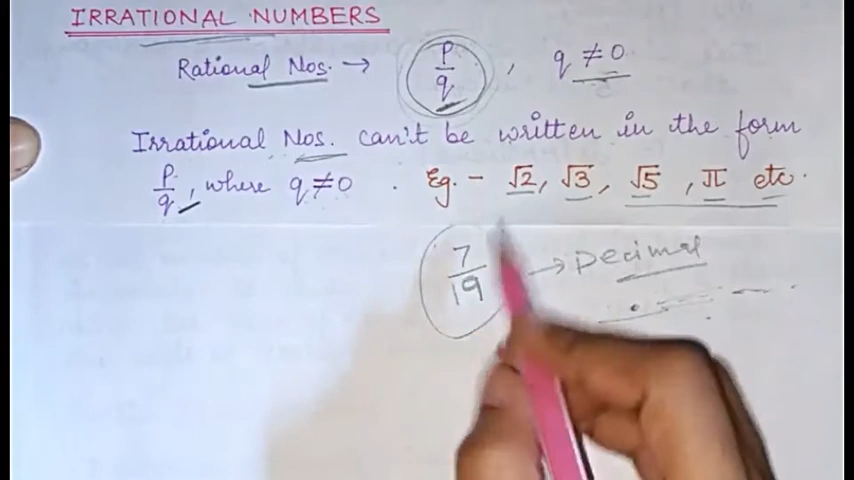 IRRATIONAL NUMBERS
Rational Nos. → p/q , q ≠ 0
Irrational Nos. can't be written in the form
p/q , where q ≠ 0 . Eg. - √2, √3, √5 , π etc.
7/19 → Decimal